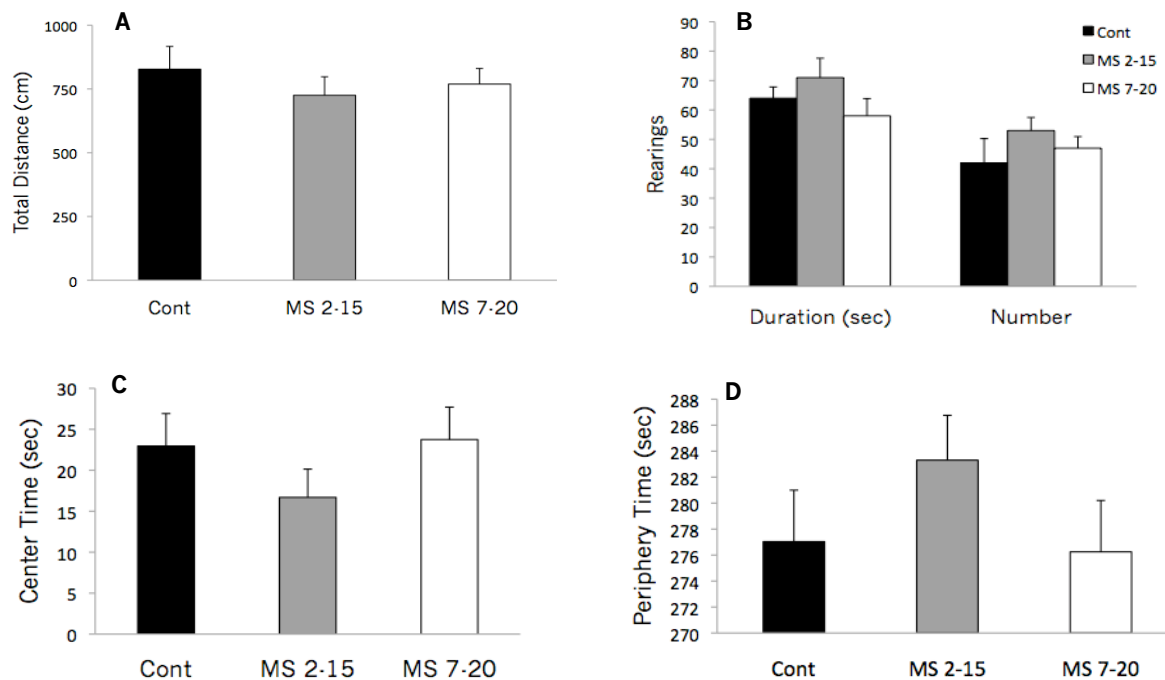 A
Total Distance (cm)
1000
750
500
250
0
Cont MS 2·15 MS 7·20
B
Rearings
90
80
70
60
50
40
30
20
10
0
Cont
MS 2-15
MS 7-20
Duration (sec) Number
C
Center Time (sec)
30
25
20
15
10
5
0
Cont MS 2·15 MS 7·20
D
Periphery Time (sec)
288
286
284
282
280
278
276
274
272
270
Cont MS 2-15 MS 7-20